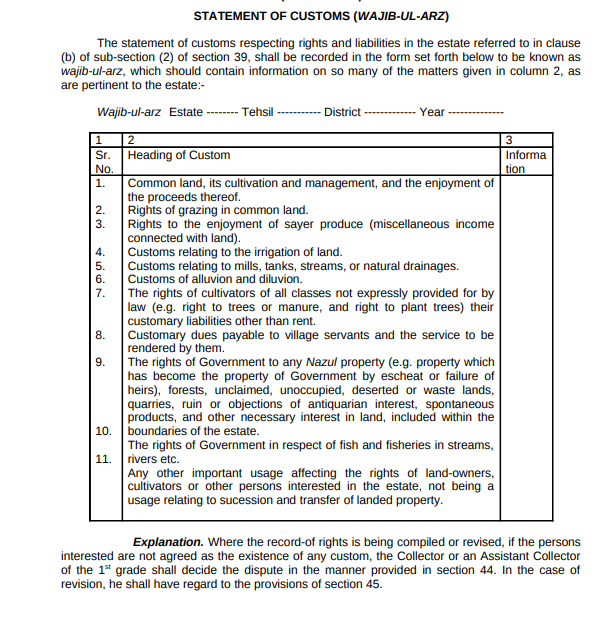 STATEMENT OF CUSTOMS (WAJIB-UL-ARZ)
The statement of customs respecting rights and liabilities in the estate referred to in clause
(b) of sub-section (2) of section 39, shall be recorded in the form set forth below to be known as
wajib-ul-arz, which should contain information on so many of the matters given in column 2, as
are pertinent to the estate:-
Wajib-ul-arz Estate -------- Tehsil ----------- District ------------- Year --------------
1 2 3
Sr. Heading of Custom Informa
No. tion
1. Common land, its cultivation and management, and the enjoyment of
the proceeds thereof.
2. Rights of grazing in common land.
3. Rights to the enjoyment of sayer produce (miscellaneous income
connected with land).
4. Customs relating to the irrigation of land.
5. Customs relating to mills, tanks, streams, or natural drainages.
6. Customs of alluvion and diluvion.
7. The rights of cultivators of all classes not expressly provided for by
law (e.g. right to trees or manure, and right to plant trees) their
customary liabilities other than rent.
8. Customary dues payable to village servants and the service to be
rendered by them.
9. The rights of Government to any Nazul property (e.g. property which
has become the property of Government by escheat or failure of
heirs), forests, unclaimed, unoccupied, deserted or waste lands,
quarries, ruin or objections of antiquarian interest, spontaneous
products, and other necessary interest in land, included within the
10. boundaries of the estate.
The rights of Government in respect of fish and fisheries in streams,
11. rivers etc.
Any other important usage affecting the rights of land-owners,
cultivators or other persons interested in the estate, not being a
usage relating to sucession and transfer of landed property.
Explanation. Where the record-of rights is being compiled or revised, if the persons
interested are not agreed as the existence of any custom, the Collector or an Assistant Collector
of the 1st grade shall decide the dispute in the manner provided in section 44. In the case of
revision, he shall have regard to the provisions of section 45.